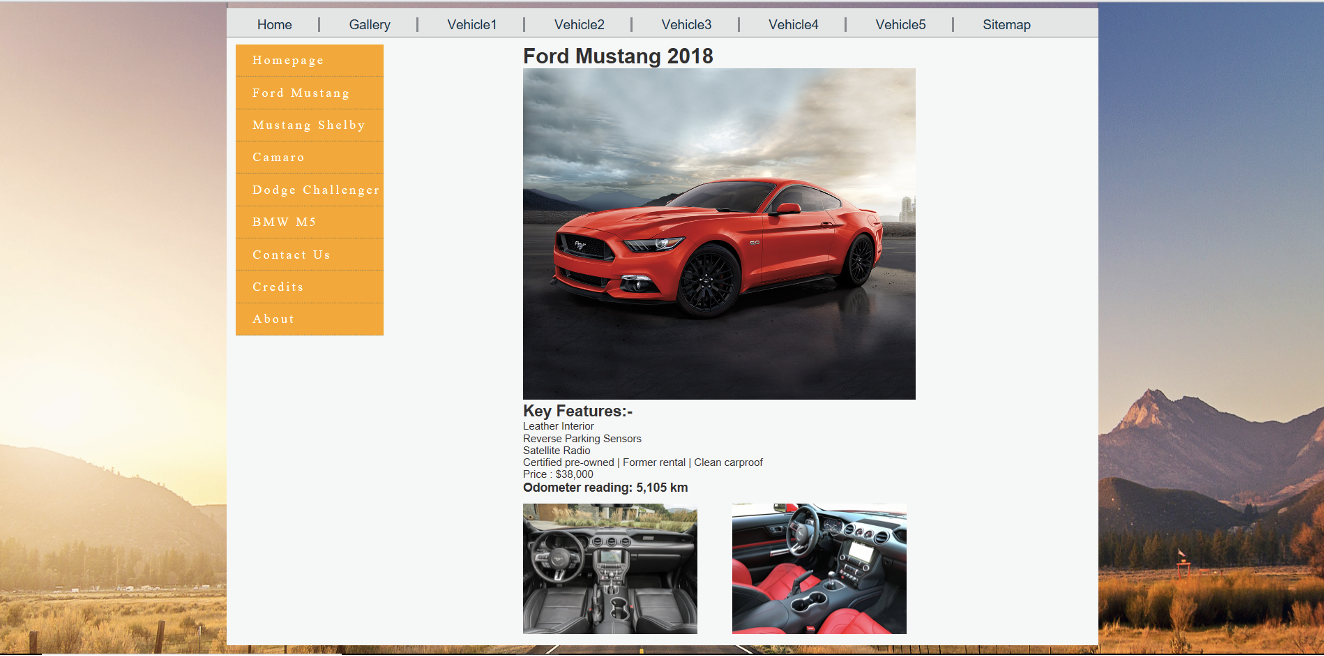 Home | Gallery | Vehicle1 | Vehicle2 | Vehicle3 | Vehicle4 | Vehicle5 | Sitemap
Homepage
Ford Mustang
Mustang Shelby
Camaro
Dodge Challenger
BMW M5
Contact Us
Credits
About
Ford Mustang 2018
Key Features:-
Leather Interior
Reverse Parking Sensors
Satellite Radio
Certified pre-owned | Former rental | Clean carproof
Price : $38,000
Odometer reading: 5,105 km